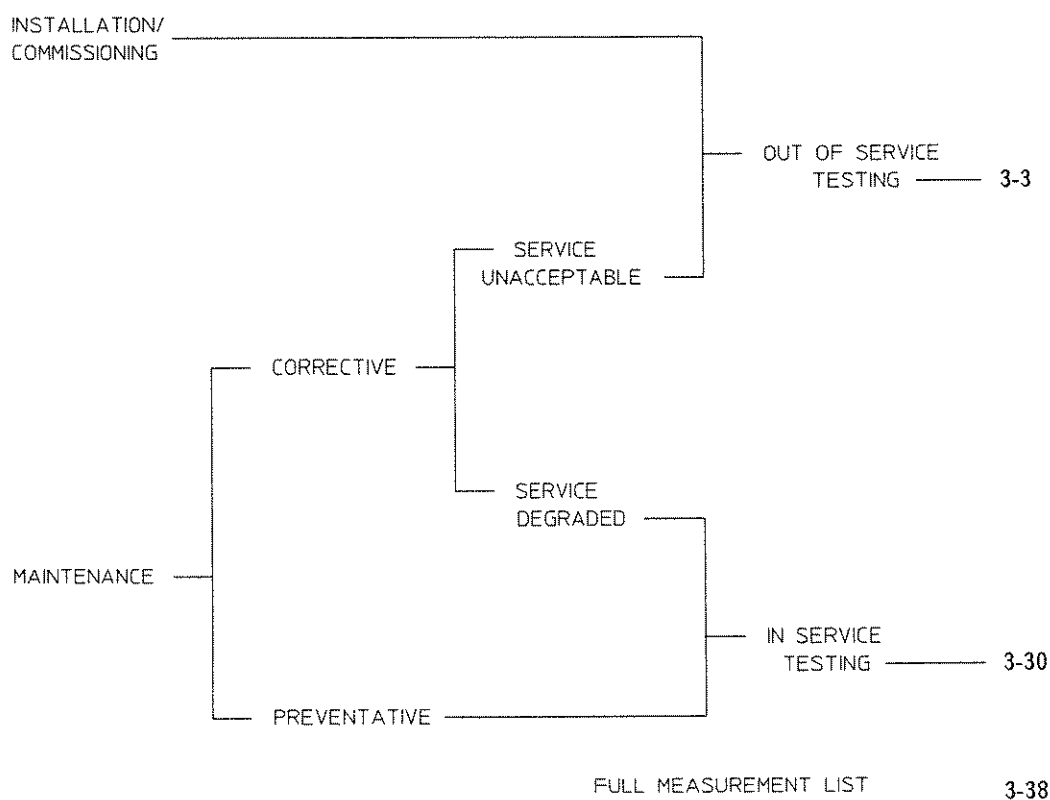 INSTALLATION/
COMMISSIONING
OUT OF SERVICE
TESTING 3-3
SERVICE
UNACCEPTABLE
CORRECTIVE
SERVICE
DEGRADED
MAINTENANCE
IN SERVICE
TESTING 3-30
PREVENTATIVE
FULL MEASUREMENT LIST 3-38